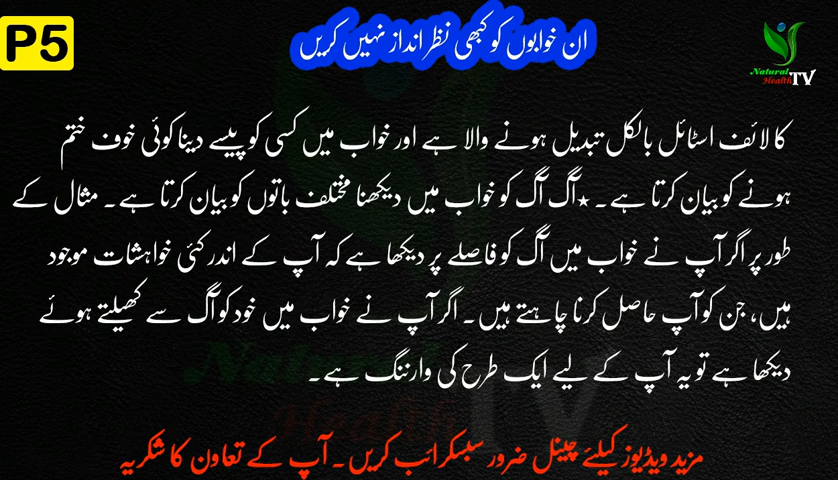 P5
ان خوابوں کو کبھی نظر انداز نہیں کریں
Natural
Health TV
کا لائف اسٹائل بالکل تبدیل ہونے والا ہے اور خواب میں کسی کو پیسے دینا کوئی خوف ختم
ہونے کو بیان کرتا ہے۔ ٭آگ آگ کو خواب میں دیکھنا مختلف باتوں کو بیان کرتا ہے۔ مثال کے
طور پر اگر آپ نے خواب میں آگ کو فاصلے پر دیکھا ہے کہ آپ کے اندر کئی خواہشات موجود
ہیں، جن کو آپ حاصل کرنا چاہتے ہیں۔ اگر آپ نے خواب میں خود کو آگ سے کھیلتے ہوئے
دیکھا ہے تو یہ آپ کے لیے ایک طرح کی وارننگ ہے۔
Natural
Health TV
مزید ویڈیوز کیلئے چینل ضرور سبسکرائب کریں۔ آپ کے تعاون کا شکریہ